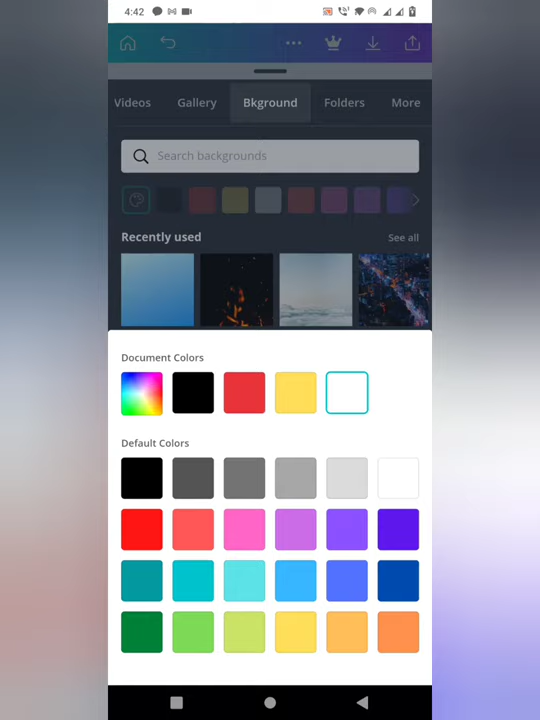 4:42
Videos Gallery Bkground Folders More
Search backgrounds
Recently used See all
Document Colors
Default Colors